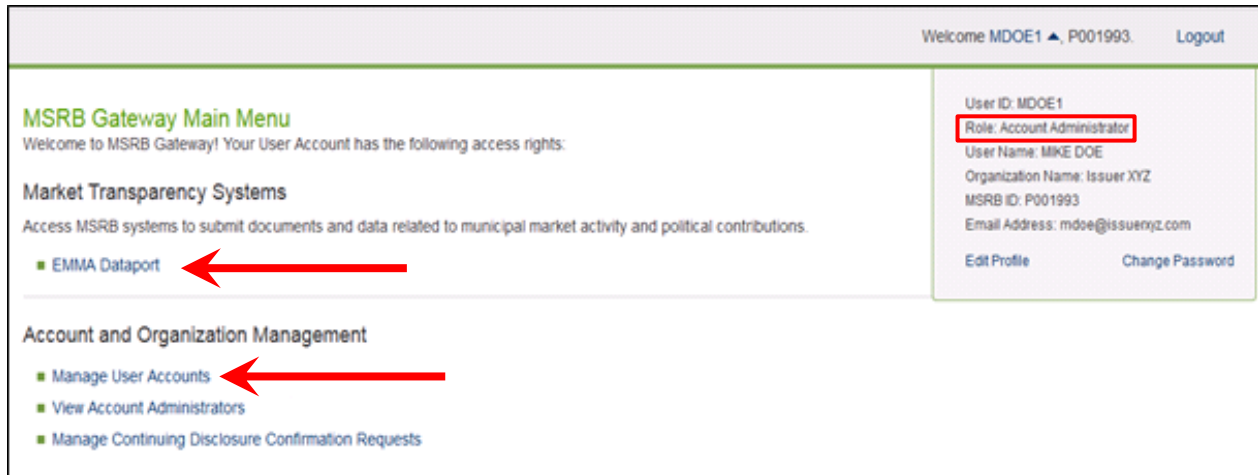 Welcome MDOE1 ▲, P001993. Logout
MSRB Gateway Main Menu
Welcome to MSRB Gateway! Your User Account has the following access rights:
Market Transparency Systems
Access MSRB systems to submit documents and data related to municipal market activity and political contributions.
EMMA Dataport
Account and Organization Management
Manage User Accounts
View Account Administrators
Manage Continuing Disclosure Confirmation Requests
User ID: MDOE1
Role: Account Administrator
User Name: MIKE DOE
Organization Name: Issuer XYZ
MSRB ID: P001993
Email Address: mdoe@issuerxyz.com
Edit Profile Change Password